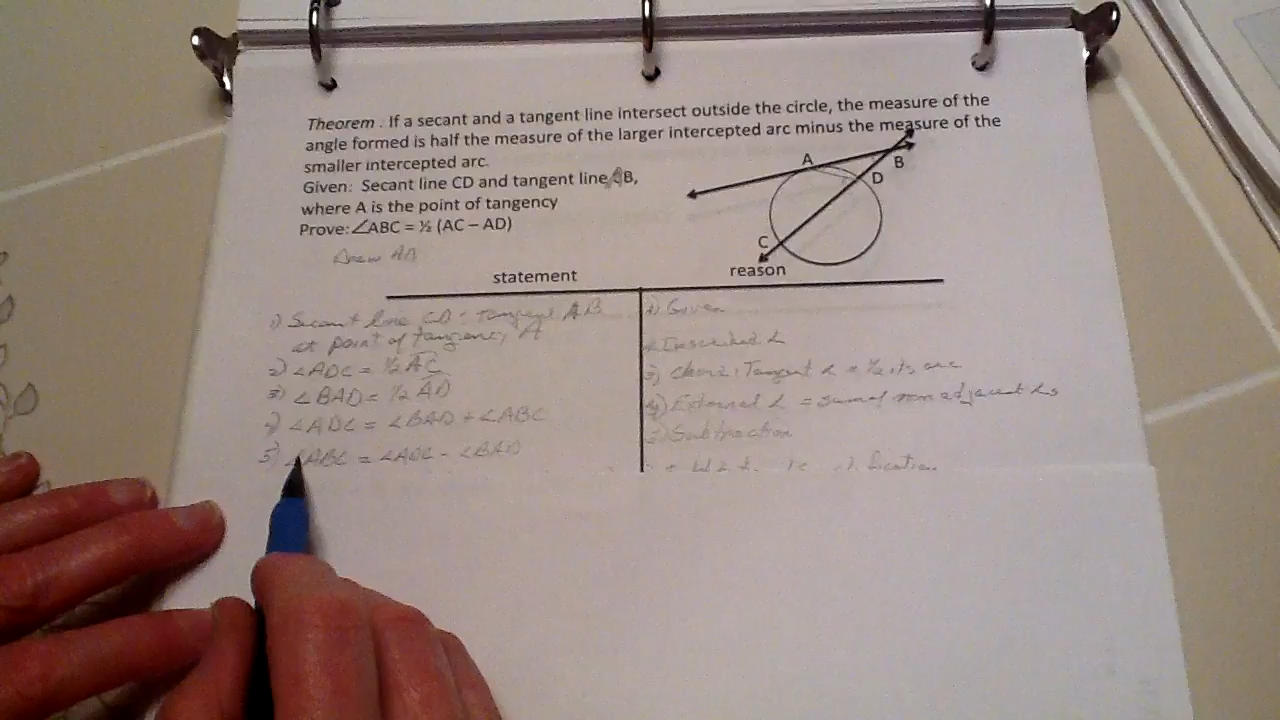 Theorem . If a secant and a tangent line intersect outside the circle, the measure of the
angle formed is half the measure of the larger intercepted arc minus the measure of the
smaller intercepted arc.
Given: Secant line CD and tangent line AB,
where A is the point of tangency
Prove: ∠ABC = ½ (AC – AD)
A
B
D
C
Draw AD
statement
reason
1) Secant line CD : tangent AB
at point of tangency A
1) Given
2) ∠ADC = ½ AC
Inscribed ∠
3) ∠BAD = ½ AD
3) Chord : Tangent ∠ = ½ its arc
4) ∠ADC = ∠BAD + ∠ABC
4) External ∠ = sum of non adjacent ∠s
5) ∠ABC = ∠ADC - ∠BAD
5) Subtraction